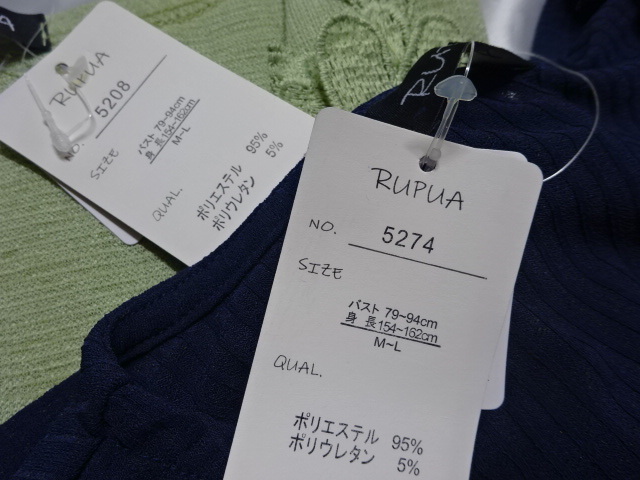 RUPUA
NO. 5208
SIZE
バスト 79~94cm
身 長 154~162cm
M~L
QUAL.
ポリエステル 95%
ポリウレタン 5%
RUPUA
NO. 5274
SIZE
バスト 79~94cm
身 長 154~162cm
M~L
QUAL.
ポリエステル 95%
ポリウレタン 5%